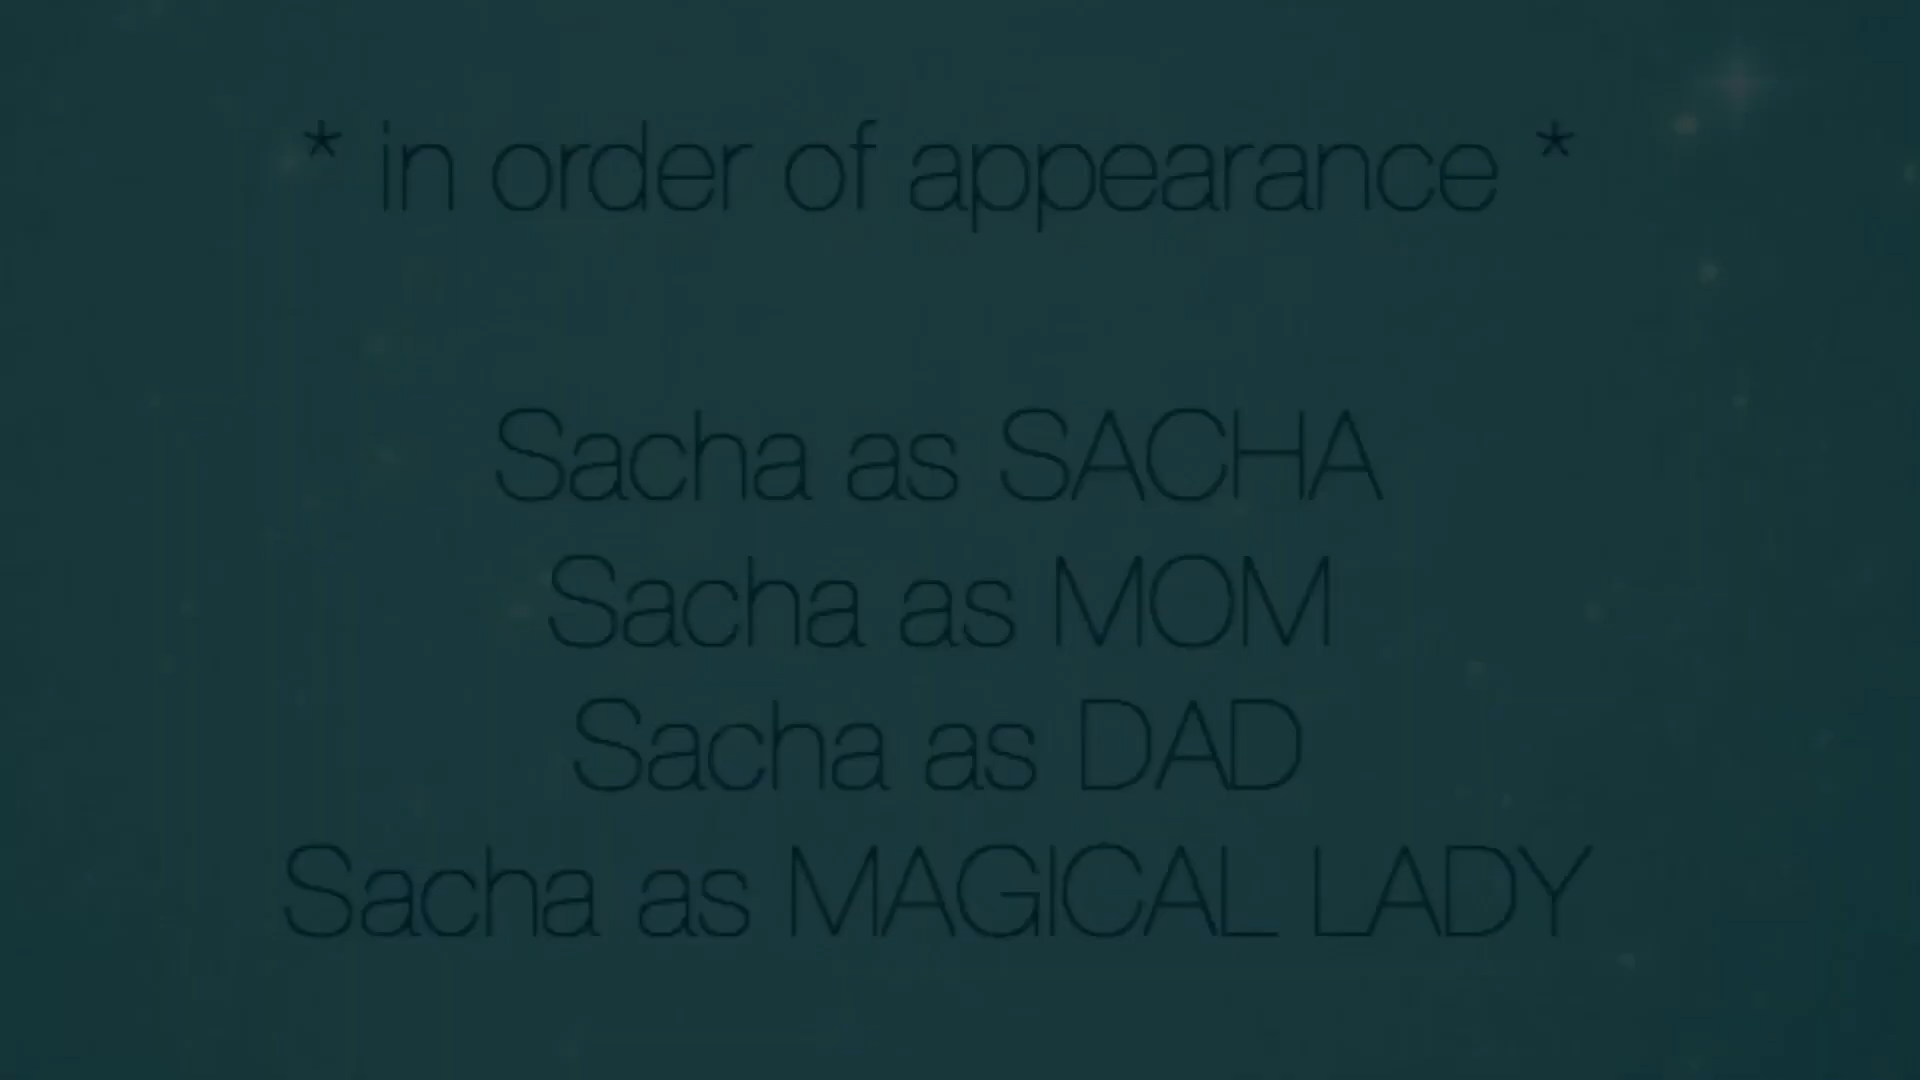 * in order of appearance *
Sacha as SACHA
Sacha as MOM
Sacha as DAD
Sacha as MAGICAL LADY